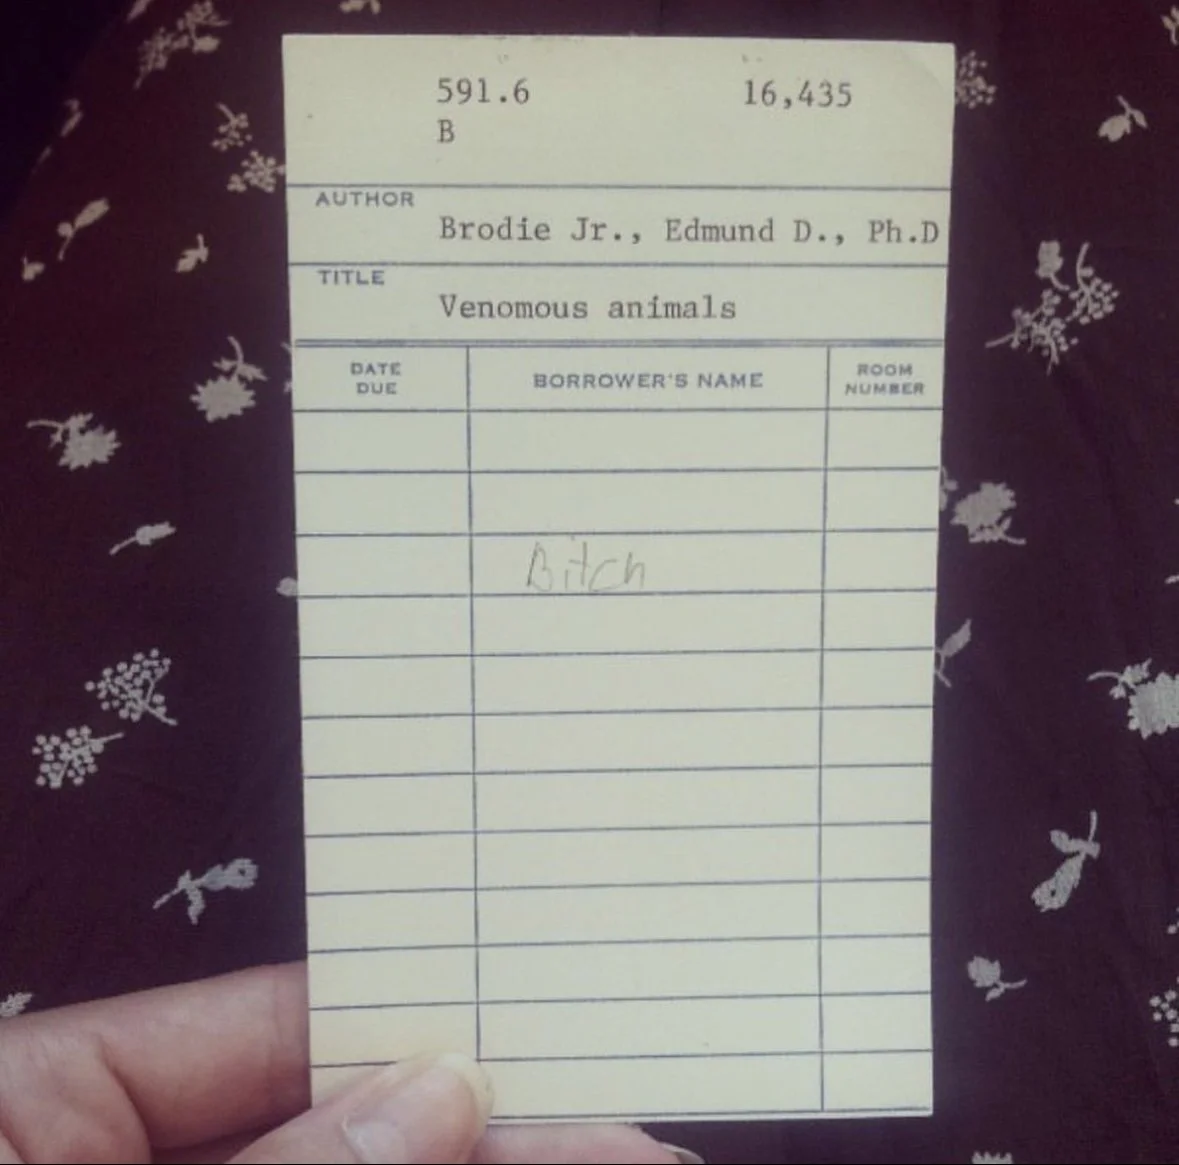 591.6 16,435
B
AUTHOR
Brodie Jr., Edmund D., Ph.D
TITLE
Venomous animals
DATE DUE BORROWER'S NAME ROOM NUMBER
Bitch